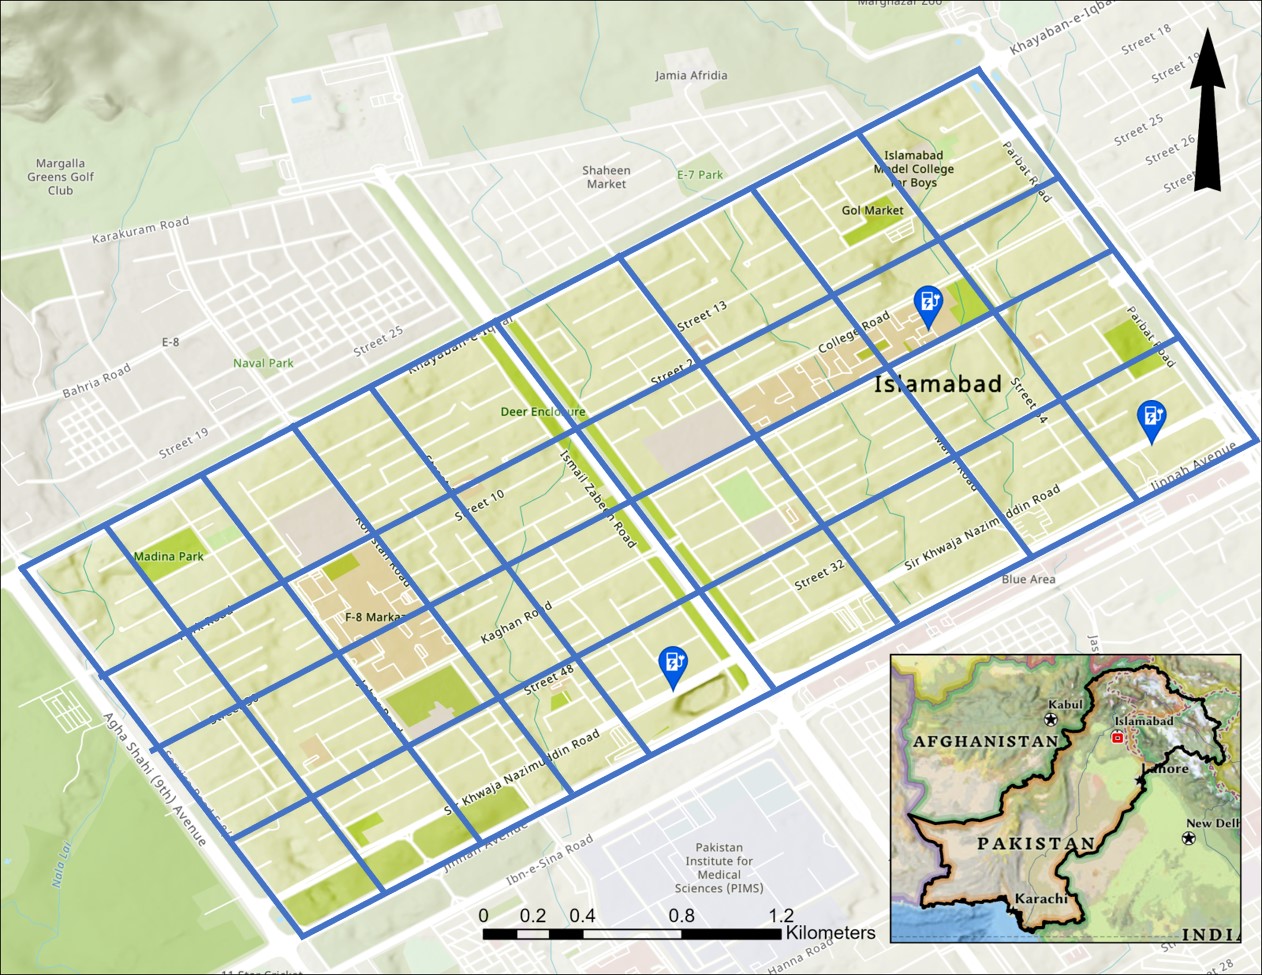 Marghazar Zoo
Khayaban-e-Iqbal
Street 18
Street 19
Jamia Afridia
Street 25
Street 26
Margalla
Greens Golf
Club
Shaheen
Market
E-7 Park
Islamabad
Model College
for Boys
Parbat Road
Gol Market
Karakuram Road
Street 13
College Road
Parbat Road
E-8
Street 25
Naval Park
Khayaban-e-Iqbal
Bahria Road
Street 2
Islamabad
Street 19
Deer Enclosure
Ismail Zabeeh Road
Jinnah Avenue
Street 10
Kohistan Road
Sir Khwaja Nazimuddin Road
Madina Park
Street 32
Blue Area
F-8 Markaz
Kaghan Road
Street 48
Agha Shahi (9th) Avenue
Sir Khwaja Nazimuddin Road
Jinnah Avenue
Ibn-e-Sina Road
Nala Lai
Pakistan
Institute for
Medical
Sciences (PIMS)
Hanna Road
Street 28
0 0.2 0.4 0.8 1.2
Kilometers
Kabul
Islamabad
AFGHANISTAN
Lahore
New Delh
PAKISTAN
Karachi
INDIA